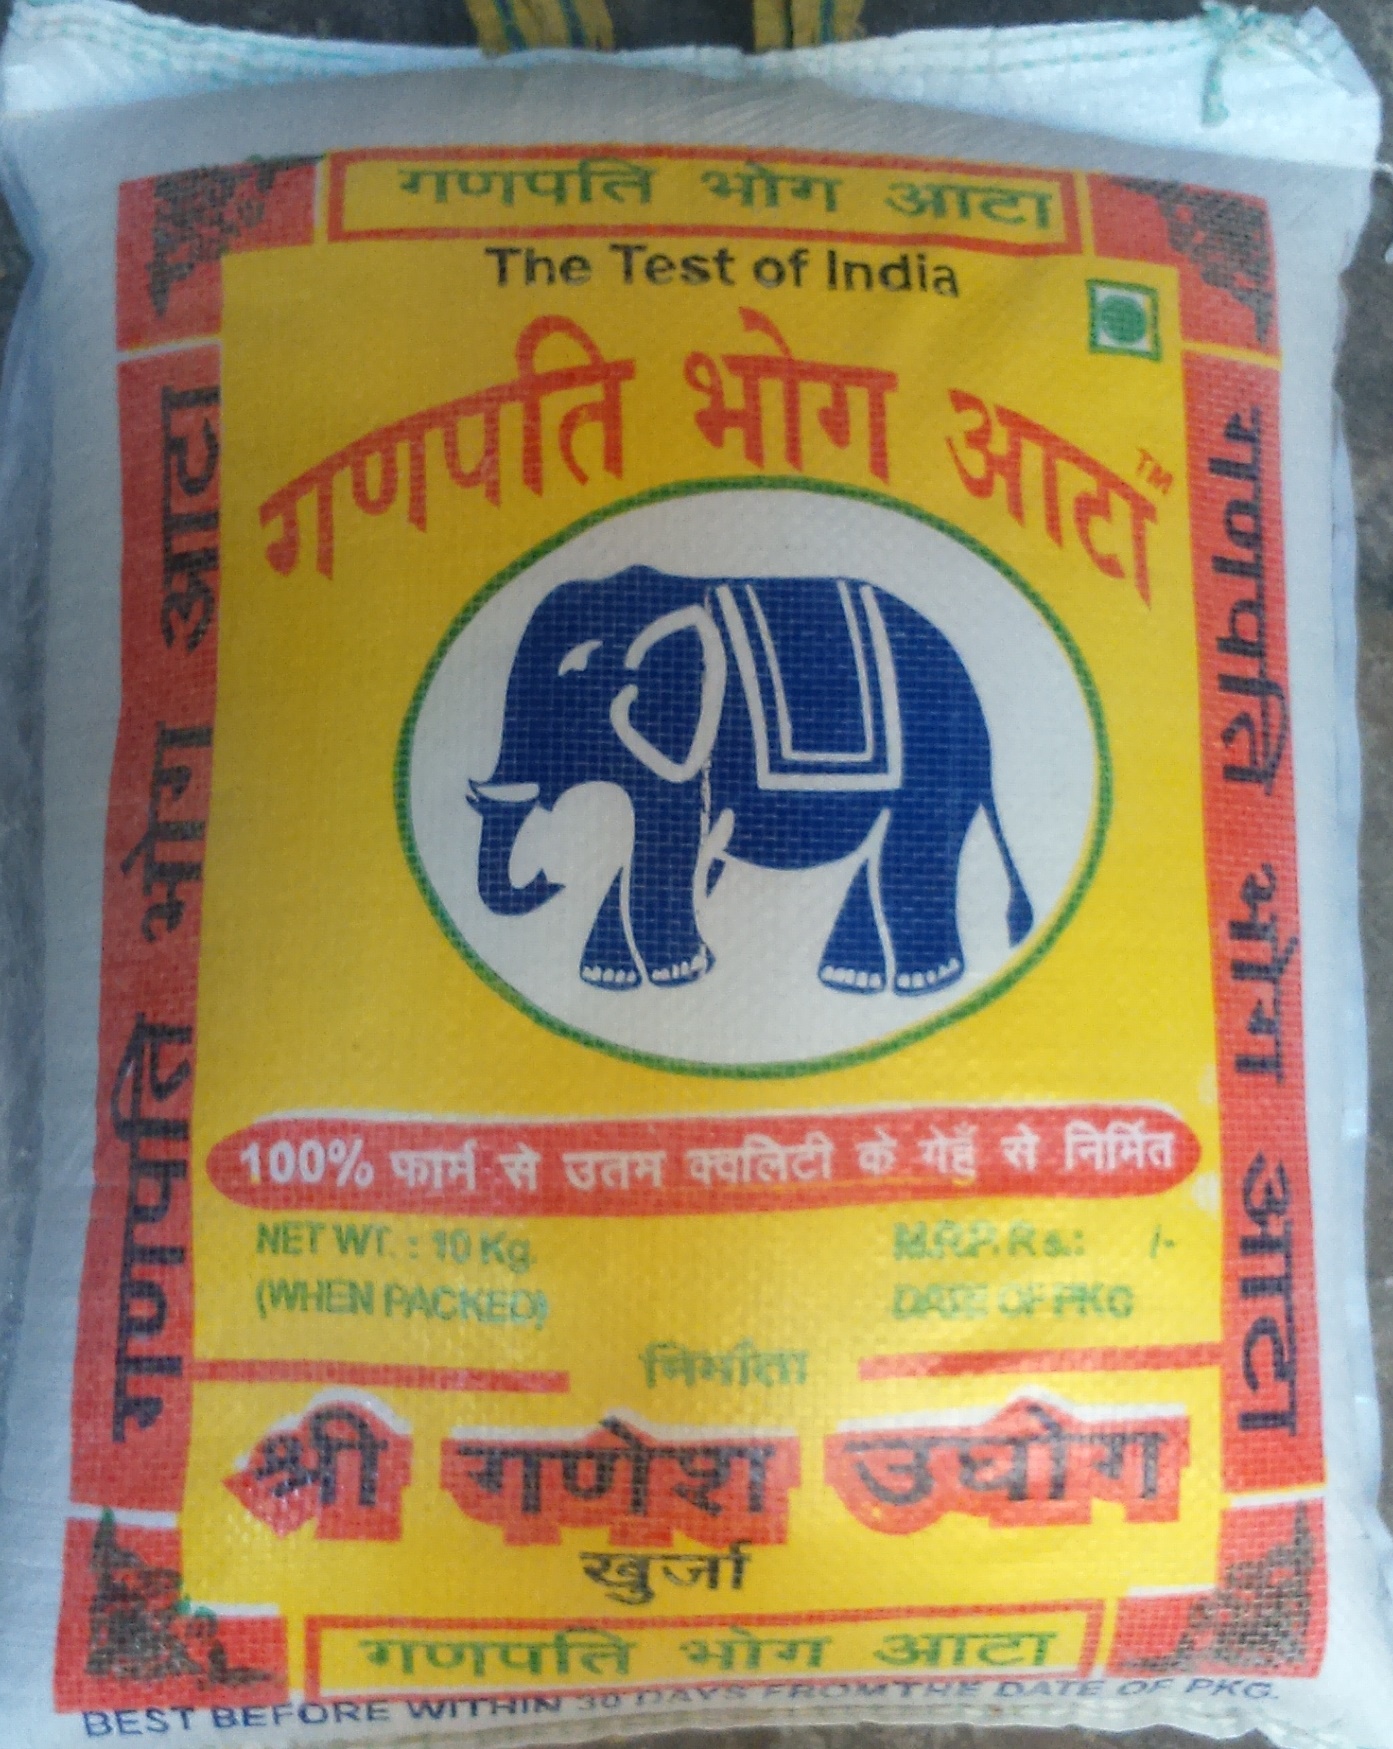 गणपति भोग आटा
The Test of India
गणपति भोग आटा TM
गणपति भोग आटा
गणपति भोग आटा
100% फार्म से उतम क्वालिटी के गेहुँ से निर्मित
NET WT. : 10 Kg.
(WHEN PACKED)
M.R.P. Rs.: /-
DATE OF PKG
निर्माता
श्री गणेश उघोग
खुर्जा
गणपति भोग आटा
BEST BEFORE WITHIN 30 DAYS FROM THE DATE OF PKG.